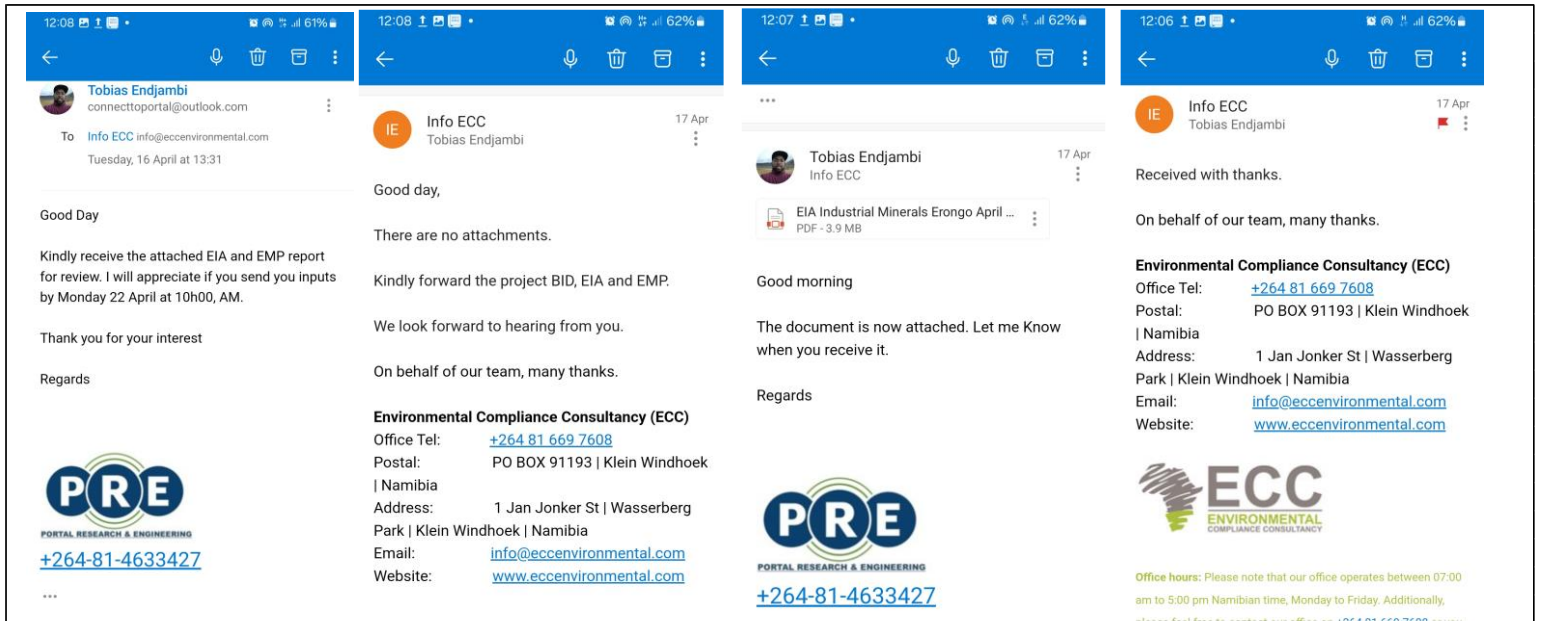 12:08
61%
Tobias Endjambi
connecttoportal@outlook.com
To Info ECC info@eccenvironmental.com
Tuesday, 16 April at 13:31
Good Day
Kindly receive the attached EIA and EMP report
for review. I will appreciate if you send you inputs
by Monday 22 April at 10h00, AM.
Thank you for your interest
Regards
PRE
PORTAL RESEARCH & ENGINEERING
+264-81-4633427
...
12:08
62%
IE
Info ECC
17 Apr
Tobias Endjambi
Good day,
There are no attachments.
Kindly forward the project BID, EIA and EMP.
We look forward to hearing from you.
On behalf of our team, many thanks.
Environmental Compliance Consultancy (ECC)
Office Tel: +264 81 669 7608
Postal: PO BOX 91193 | Klein Windhoek
| Namibia
Address: 1 Jan Jonker St | Wasserberg
Park | Klein Windhoek | Namibia
Email: info@eccenvironmental.com
Website: www.eccenvironmental.com
12:07
62%
...
Tobias Endjambi
17 Apr
Info ECC
EIA Industrial Minerals Erongo April ...
PDF - 3.9 MB
Good morning
The document is now attached. Let me Know
when you receive it.
Regards
PRE
PORTAL RESEARCH & ENGINEERING
+264-81-4633427
12:06
62%
IE
Info ECC
17 Apr
Tobias Endjambi
Received with thanks.
On behalf of our team, many thanks.
Environmental Compliance Consultancy (ECC)
Office Tel: +264 81 669 7608
Postal: PO BOX 91193 | Klein Windhoek
| Namibia
Address: 1 Jan Jonker St | Wasserberg
Park | Klein Windhoek | Namibia
Email: info@eccenvironmental.com
Website: www.eccenvironmental.com
ECC
ENVIRONMENTAL
COMPLIANCE CONSULTANCY
Office hours: Please note that our office operates between 07:00
am to 5:00 pm Namibian time, Monday to Friday. Additionally,